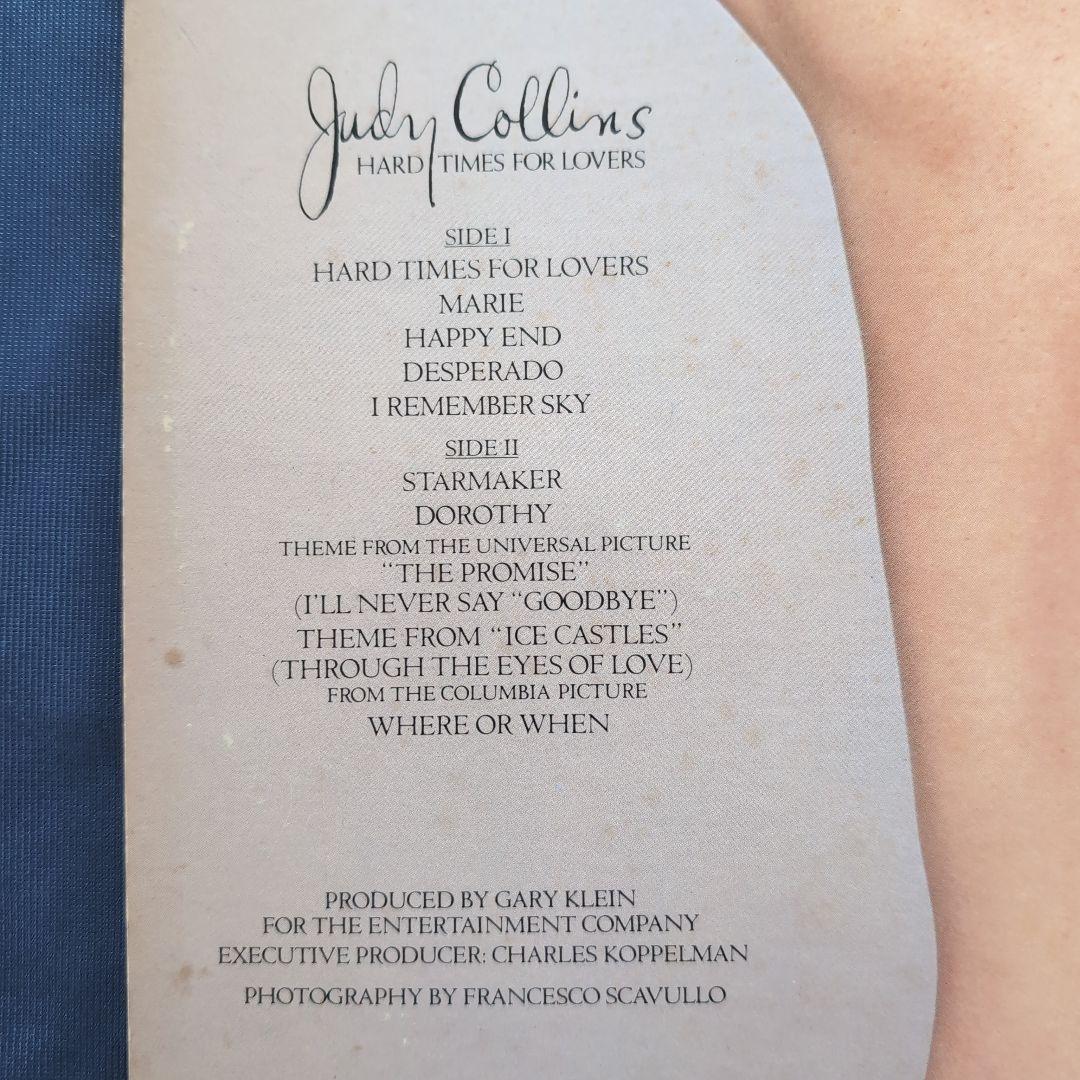 Judy Collins
HARD TIMES FOR LOVERS
SIDE I
HARD TIMES FOR LOVERS
MARIE
HAPPY END
DESPERADO
I REMEMBER SKY
SIDE II
STARMAKER
DOROTHY
THEME FROM THE UNIVERSAL PICTURE
“THE PROMISE”
(I'LL NEVER SAY “GOODBYE”)
THEME FROM “ICE CASTLES”
(THROUGH THE EYES OF LOVE)
FROM THE COLUMBIA PICTURE
WHERE OR WHEN
PRODUCED BY GARY KLEIN
FOR THE ENTERTAINMENT COMPANY
EXECUTIVE PRODUCER: CHARLES KOPPELMAN
PHOTOGRAPHY BY FRANCESCO SCAVULLO